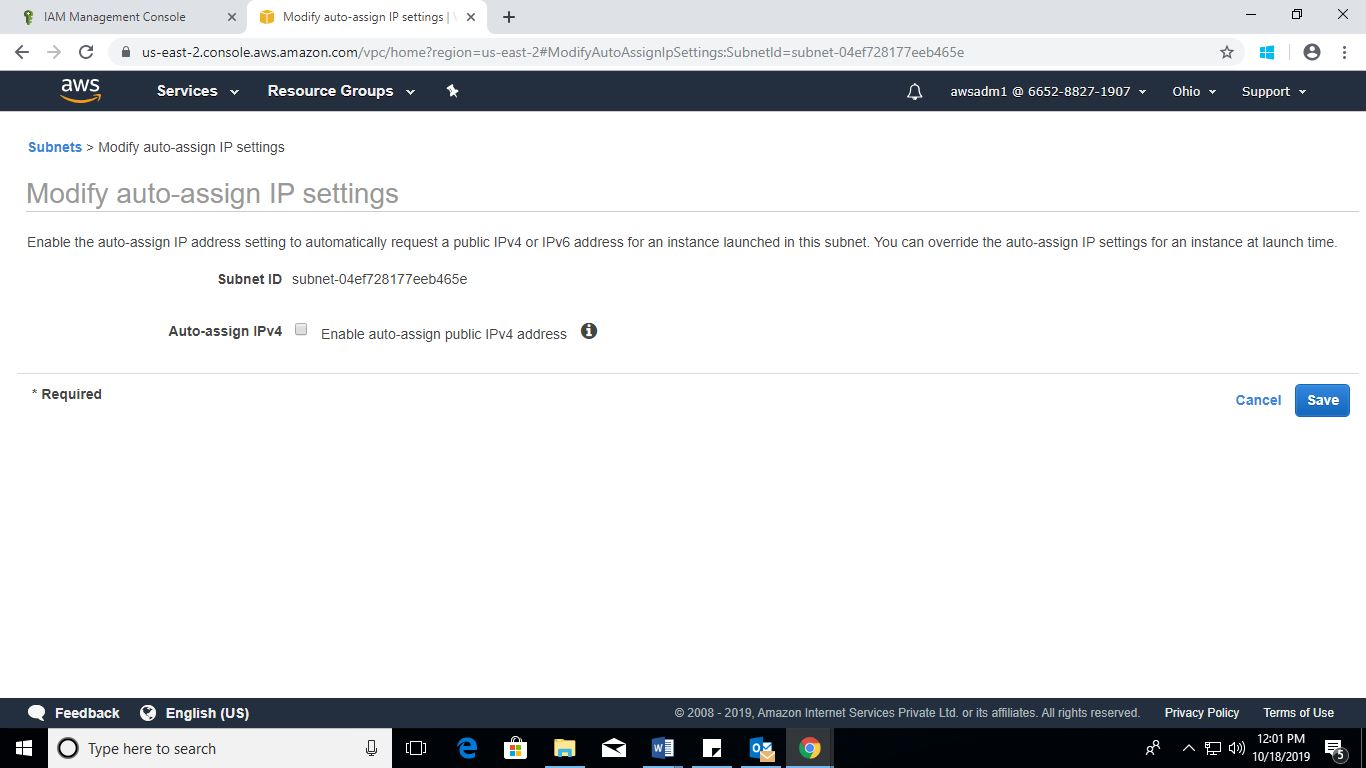 IAM Management Console
Modify auto-assign IP settings |
us-east-2.console.aws.amazon.com/vpc/home?region=us-east-2#ModifyAutoAssignIpSettings:SubnetId=subnet-04ef728177eeb465e
aws
Services
Resource Groups
awsadm1 @ 6652-8827-1907
Ohio
Support
Subnets > Modify auto-assign IP settings
Modify auto-assign IP settings
Enable the auto-assign IP address setting to automatically request a public IPv4 or IPv6 address for an instance launched in this subnet. You can override the auto-assign IP settings for an instance at launch time.
Subnet ID subnet-04ef728177eeb465e
Auto-assign IPv4 Enable auto-assign public IPv4 address
* Required
Cancel
Save
Feedback
English (US)
© 2008 - 2019, Amazon Internet Services Private Ltd. or its affiliates. All rights reserved.
Privacy Policy
Terms of Use
Type here to search
12:01 PM
10/18/2019
5